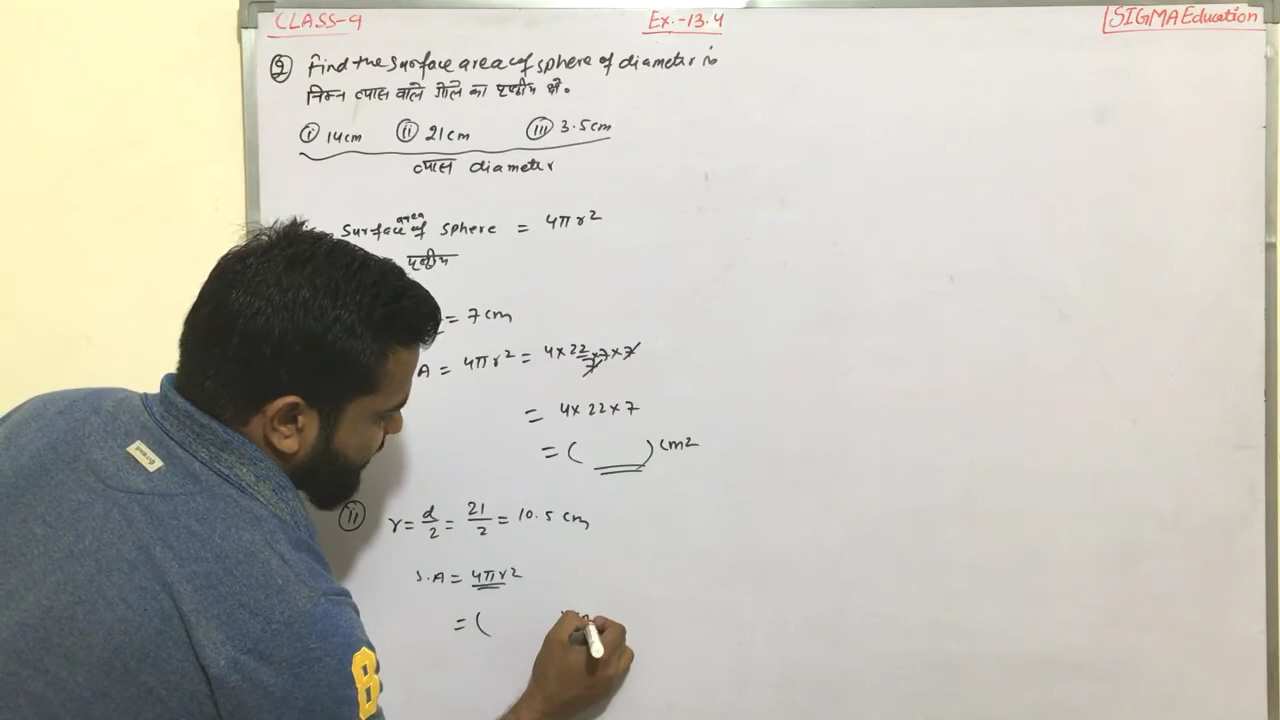 CLASS-9 Ex.-13.4 SIGMA Education
Q Find the surface area of sphere of diameter is
निम्न व्यास वाले गोले का पृष्ठीय क्षे०
(i) 14cm (ii) 21cm (iii) 3.5cm
व्यास diameter
Surface area of sphere = 4πr²
पृष्ठीय
= 7cm
A = 4πr² = 4×22/7×7×7
= 4×22×7
= ( ) cm²
(ii) r = d/2 = 21/2 = 10.5 cm
S.A = 4πr²
= (